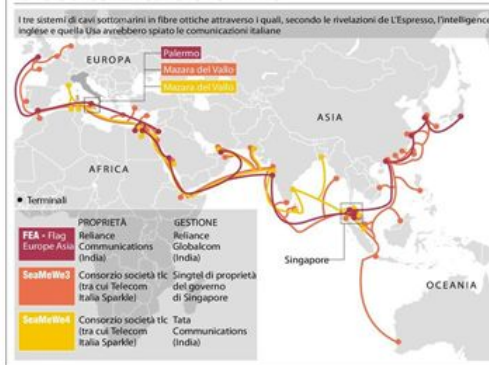 I tre sistemi di cavi sottomarini in fibre ottiche attraverso i quali, secondo le rivelazioni de L'Espresso, l'intelligence
inglese e quella Usa avrebbero spiato le comunicazioni italiane
EUROPA
Palermo
Mazara del Vallo
Mazara del Vallo
ASIA
AFRICA
• Terminali
PROPRIETÀ
GESTIONE
FEA - Flag
Europe Asia
Reliance
Communications
(India)
Reliance
Globalcom
(India)
SeaMeWe3
Consorzio società tlc
(tra cui Telecom
Italia Sparkle)
Singtel di proprietà
del governo
di Singapore
SeaMeWe4
Consorzio società tlc
(tra cui Telecom
Italia Sparkle)
Tata
Communications
(India)
Singapore
OCEANIA